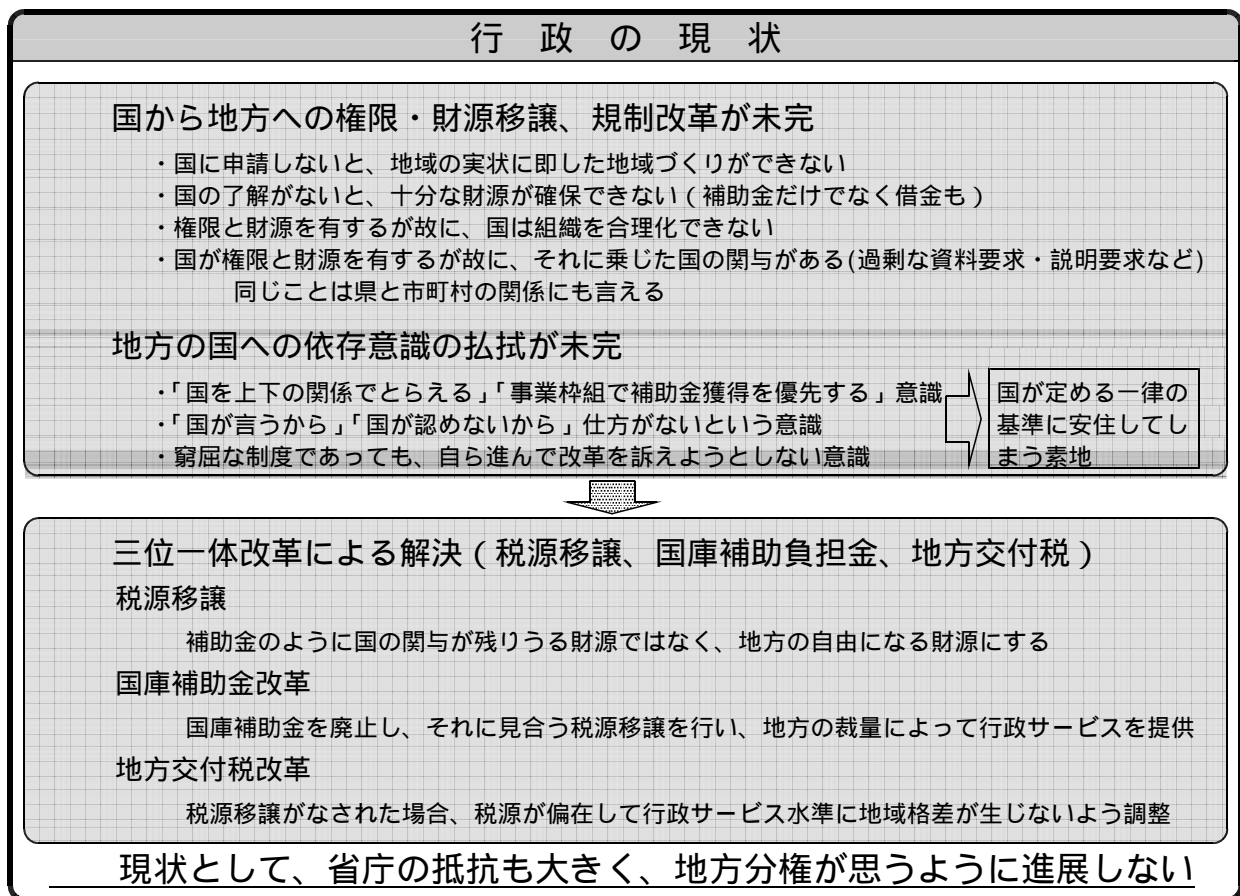 行政の現状
国から地方への権限・財源移譲、規制改革が未完
・国に申請しないと、地域の実状に即した地域づくりができない
・国の了解がないと、十分な財源が確保できない（補助金だけでなく借金も）
・権限と財源を有するが故に、国は組織を合理化できない
・国が権限と財源を有するが故に、それに乗じた国の関与がある(過剰な資料要求・説明要求など)
同じことは県と市町村の関係にも言える
地方の国への依存意識の払拭が未完
・「国を上下の関係でとらえる」「事業枠組で補助金獲得を優先する」意識
・「国が言うから」「国が認めないから」仕方がないという意識
・窮屈な制度であっても、自ら進んで改革を訴えようとしない意識
国が定める一律の
基準に安住してし
まう素地
三位一体改革による解決（税源移譲、国庫補助負担金、地方交付税）
税源移譲
補助金のように国の関与が残りうる財源ではなく、地方の自由になる財源にする
国庫補助金改革
国庫補助金を廃止し、それに見合う税源移譲を行い、地方の裁量によって行政サービスを提供
地方交付税改革
税源移譲がなされた場合、税源が偏在して行政サービス水準に地域格差が生じないよう調整
現状として、省庁の抵抗も大きく、地方分権が思うように進展しない